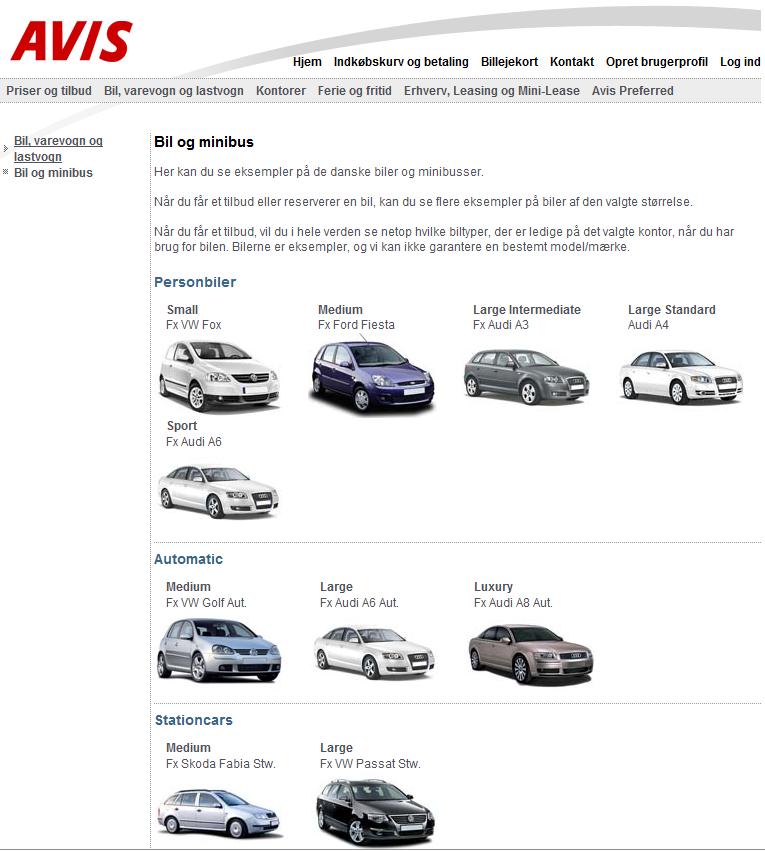 AVIS
Hjem Indkøbskurv og betaling Billejekort Kontakt Opret brugerprofil Log ind
Priser og tilbud Bil, varevogn og lastvogn Kontorer Ferie og fritid Erhverv, Leasing og Mini-Lease Avis Preferred
Bil, varevogn og
lastvogn
Bil og minibus
Bil og minibus
Her kan du se eksempler på de danske biler og minibusser.
Når du får et tilbud eller reserverer en bil, kan du se flere eksempler på biler af den valgte størrelse.
Når du får et tilbud, vil du i hele verden se netop hvilke biltyper, der er ledige på det valgte kontor, når du har
brug for bilen. Bilerne er eksempler, og vi kan ikke garantere en bestemt model/mærke.
Personbiler
Small Medium Large Intermediate Large Standard
Fx VW Fox Fx Ford Fiesta Fx Audi A3 Audi A4
Sport
Fx Audi A6
Automatic
Medium Large Luxury
Fx VW Golf Aut. Fx Audi A6 Aut. Fx Audi A8 Aut.
Stationcars
Medium Large
Fx Skoda Fabia Stw. Fx VW Passat Stw.